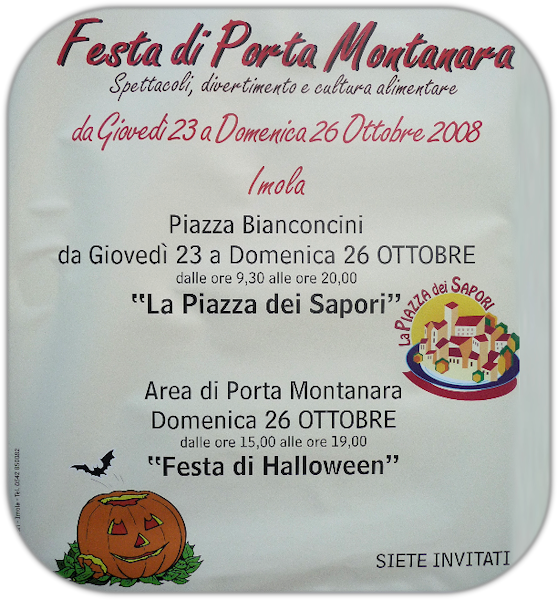 Festa di Porta Montanara
Spettacoli, divertimento e cultura alimentare
da Giovedì 23 a Domenica 26 Ottobre 2008
Imola
Piazza Bianconcini
da Giovedì 23 a Domenica 26 OTTOBRE
dalle ore 9,30 alle ore 20,00
"La Piazza dei Sapori"
La PIAZZA dei SAPORI
Area di Porta Montanara
Domenica 26 OTTOBRE
dalle ore 15,00 alle ore 19,00
"Festa di Halloween"
SIETE INVITATI
- Imola - Tel. 0542